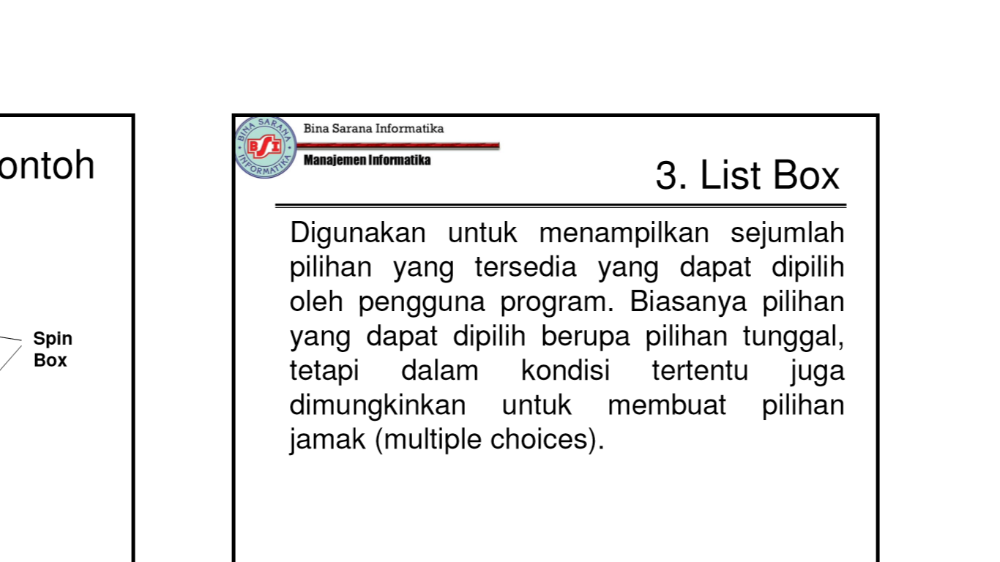 ontoh
Spin
Box
BINA SARANA
BSI
INFORMATIKA
Bina Sarana Informatika
Manajemen Informatika
3. List Box
Digunakan untuk menampilkan sejumlah
pilihan yang tersedia yang dapat dipilih
oleh pengguna program. Biasanya pilihan
yang dapat dipilih berupa pilihan tunggal,
tetapi dalam kondisi tertentu juga
dimungkinkan untuk membuat pilihan
jamak (multiple choices).